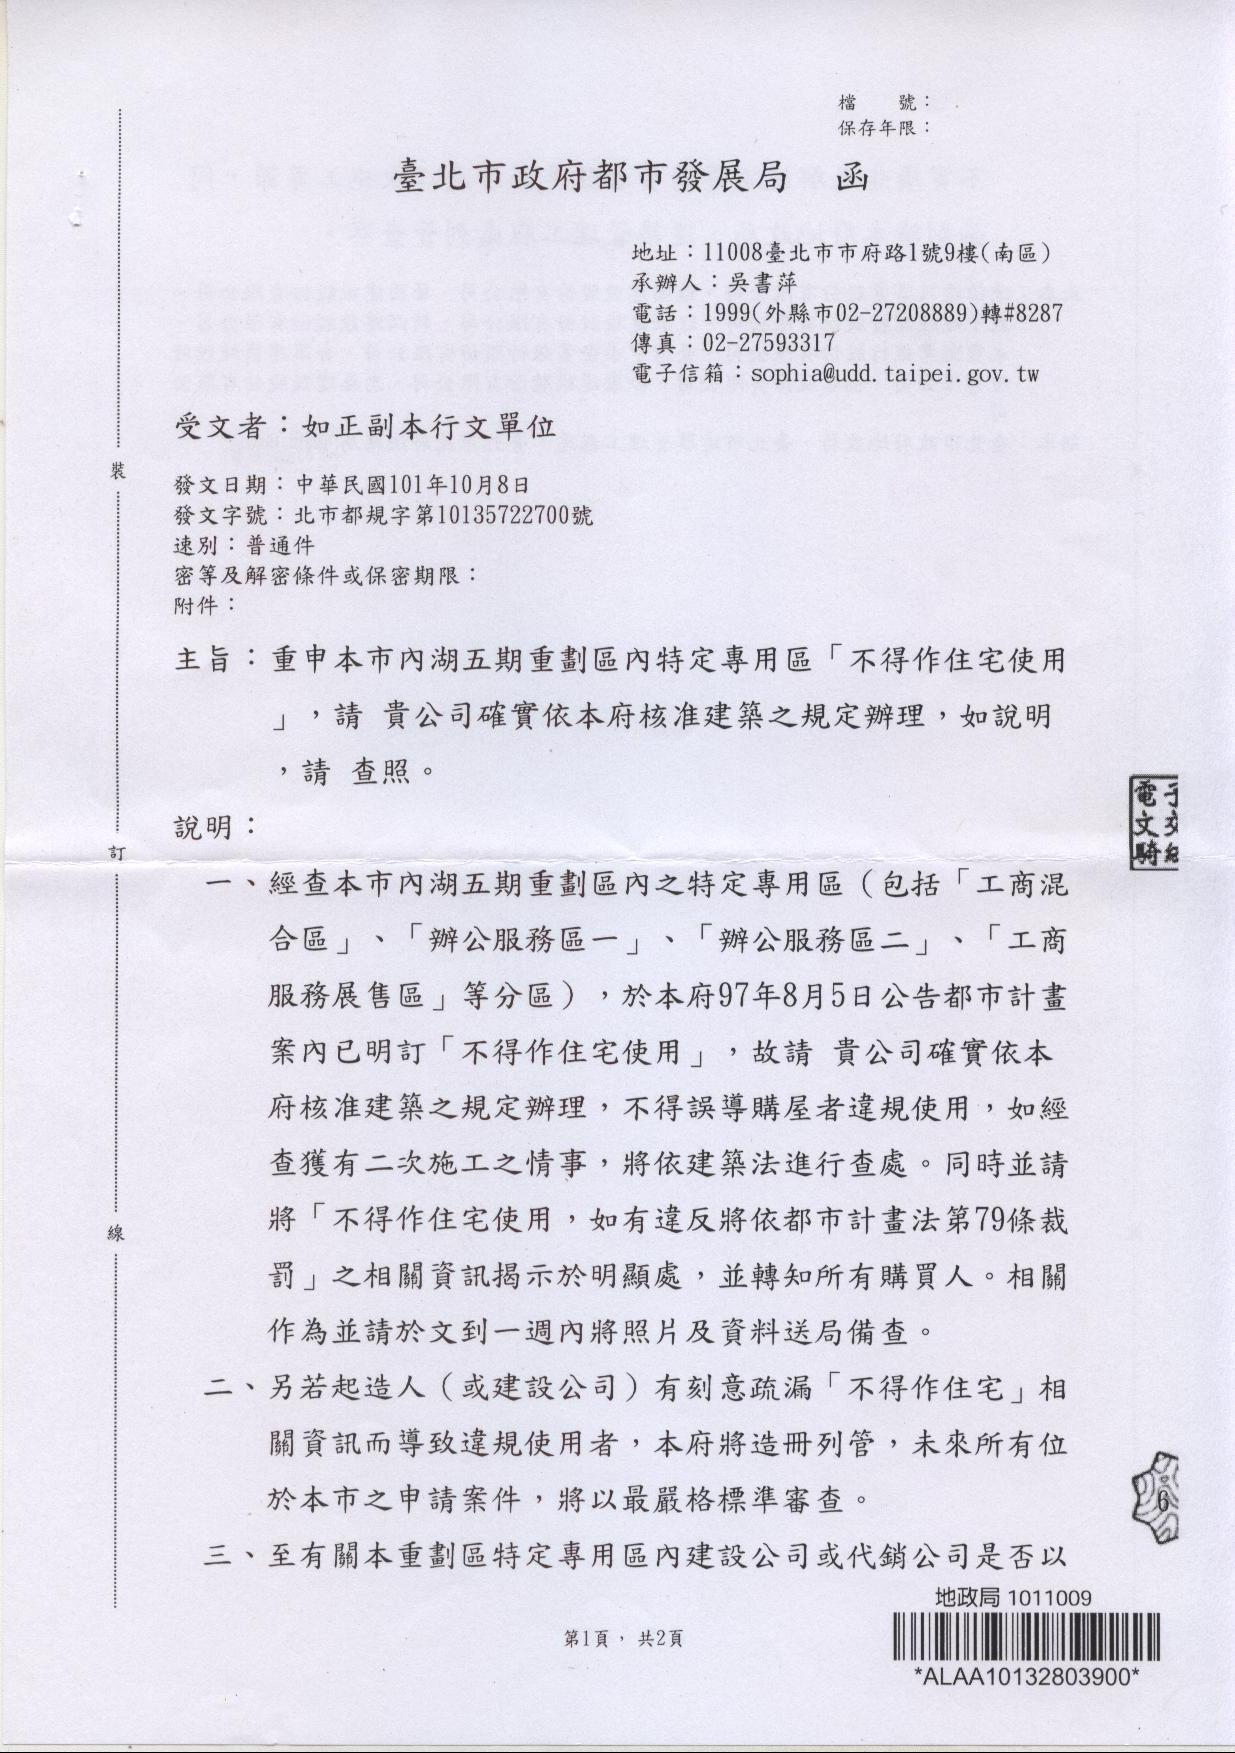 檔　　號：
保存年限：
臺北市政府都市發展局　函
地址：11008臺北市市府路1號9樓(南區)
承辦人：吳書萍
電話：1999(外縣市02-27208889)轉#8287
傳真：02-27593317
電子信箱：sophia@udd.taipei.gov.tw
受文者：如正副本行文單位
發文日期：中華民國101年10月8日
發文字號：北市都規字第10135722700號
速別：普通件
密等及解密條件或保密期限：
附件：
主旨：重申本市內湖五期重劃區內特定專用區「不得作住宅使用
」，請　貴公司確實依本府核准建築之規定辦理，如說明
，請　查照。
說明：
一、經查本市內湖五期重劃區內之特定專用區（包括「工商混
合區」、「辦公服務區一」、「辦公服務區二」、「工商
服務展售區」等分區），於本府97年8月5日公告都市計畫
案內已明訂「不得作住宅使用」，故請　貴公司確實依本
府核准建築之規定辦理，不得誤導購屋者違規使用，如經
查獲有二次施工之情事，將依建築法進行查處。同時並請
將「不得作住宅使用，如有違反將依都市計畫法第79條裁
罰」之相關資訊揭示於明顯處，並轉知所有購買人。相關
作為並請於文到一週內將照片及資料送局備查。
二、另若起造人（或建設公司）有刻意疏漏「不得作住宅」相
關資訊而導致違規使用者，本府將造冊列管，未來所有位
於本市之申請案件，將以最嚴格標準審查。
三、至有關本重劃區特定專用區內建設公司或代銷公司是否以
裝
訂
線
電子
文交
騎
6
地政局 1011009
第1頁， 共2頁
*ALAA10132803900*